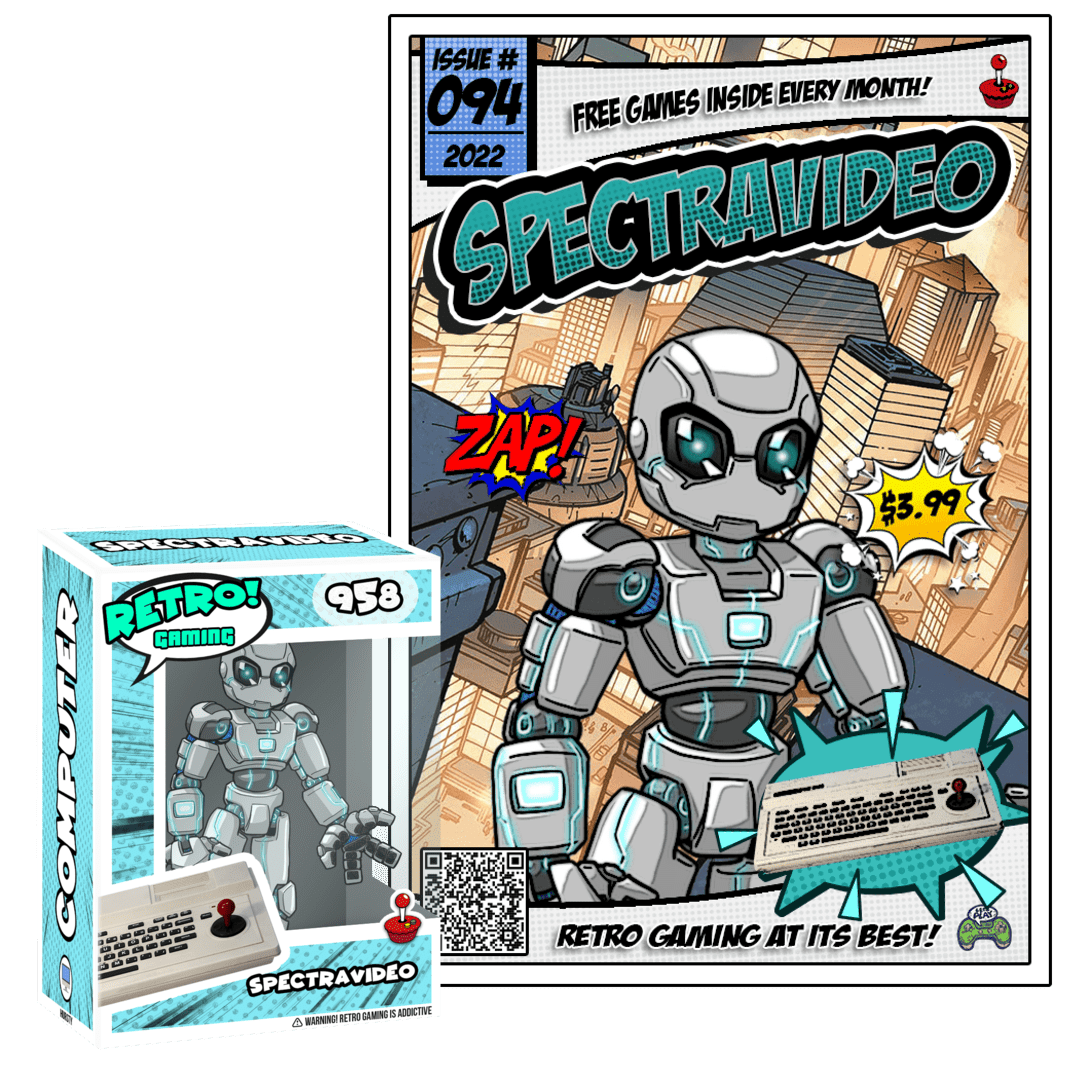 ISSUE #
094
2022
FREE GAMES INSIDE EVERY MONTH!
SPECTRAVIDEO
ZAP!
$3.99
RETRO GAMING AT ITS BEST!
PLAY
SPECTRAVIDEO
RETRO!
GAMING
958
COMPUTER
SPECTRAVIDEO
WARNING! RETRO GAMING IS ADDICTIVE